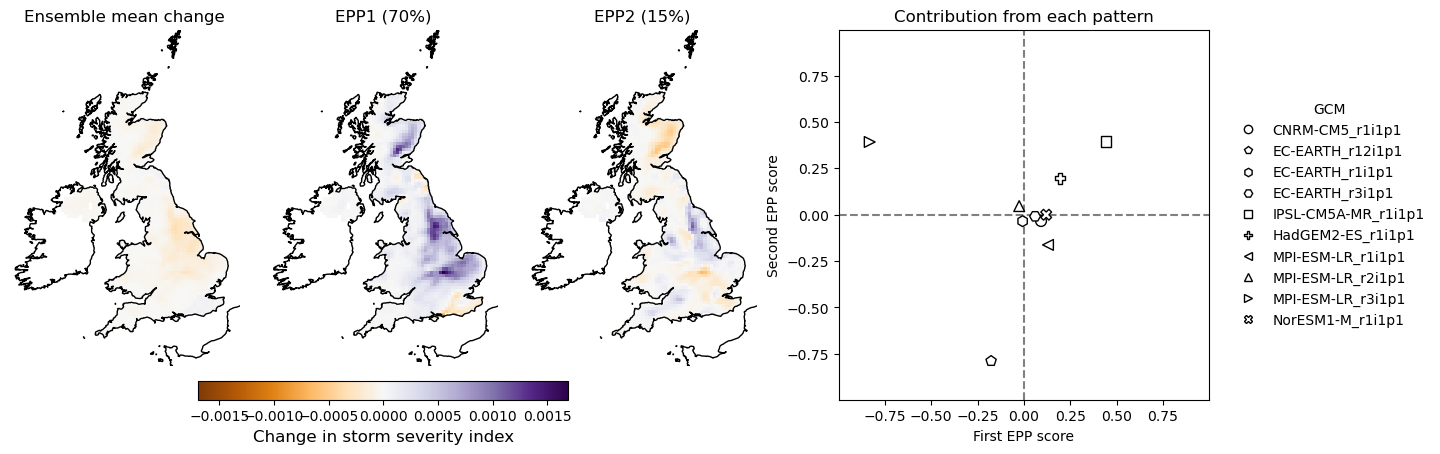 Ensemble mean change
EPP1 (70%)
EPP2 (15%)
Contribution from each pattern
−0.0015
−0.0010
−0.0005
0.0000
0.0005
0.0010
0.0015
Change in storm severity index
0.75
0.50
0.25
0.00
−0.25
−0.50
−0.75
Second EPP score
−0.75
−0.50
−0.25
0.00
0.25
0.50
0.75
First EPP score
GCM
CNRM-CM5_r1i1p1
EC-EARTH_r12i1p1
EC-EARTH_r1i1p1
EC-EARTH_r3i1p1
IPSL-CM5A-MR_r1i1p1
HadGEM2-ES_r1i1p1
MPI-ESM-LR_r1i1p1
MPI-ESM-LR_r2i1p1
MPI-ESM-LR_r3i1p1
NorESM1-M_r1i1p1